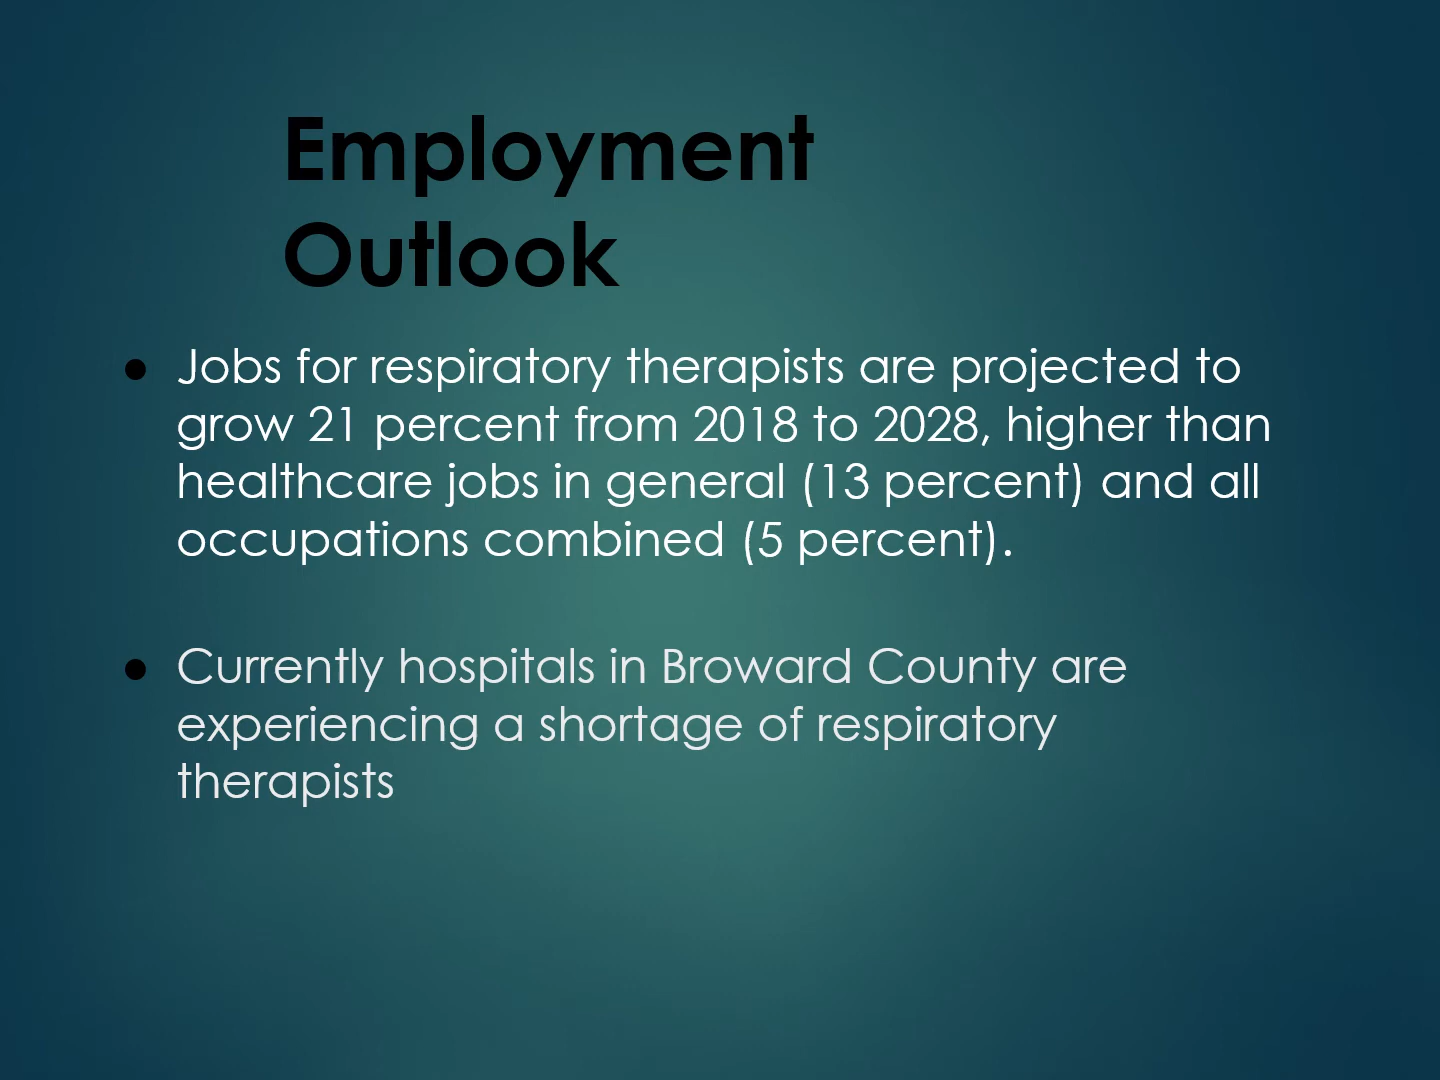 Employment
Outlook
● Jobs for respiratory therapists are projected to
grow 21 percent from 2018 to 2028, higher than
healthcare jobs in general (13 percent) and all
occupations combined (5 percent).
● Currently hospitals in Broward County are
experiencing a shortage of respiratory
therapists